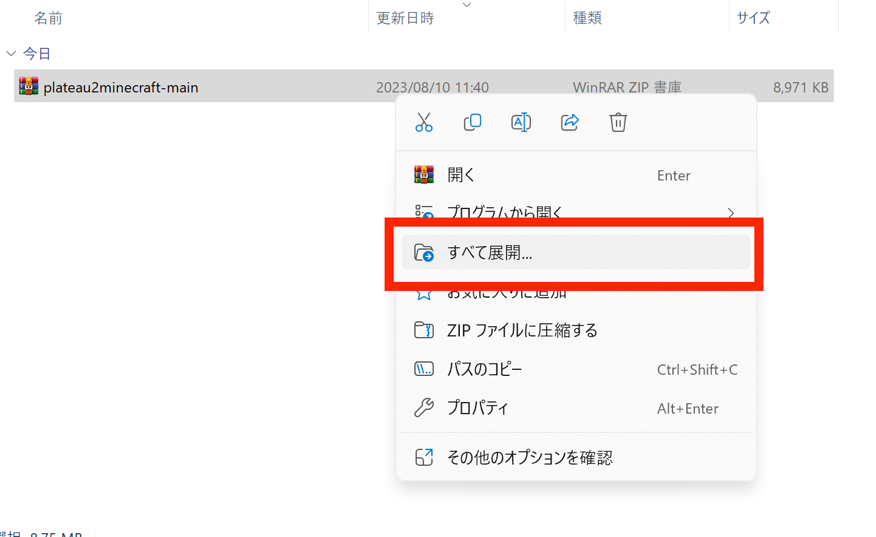 名前 更新日時 種類 サイズ
今日
plateau2minecraft-main 2023/08/10 11:40 WinRAR ZIP 書庫 8,971 KB
開く Enter
プログラムから開く
すべて展開...
お気に入りに追加
ZIP ファイルに圧縮する
パスのコピー Ctrl+Shift+C
プロパティ Alt+Enter
その他のオプションを確認
選択 8.75 MB